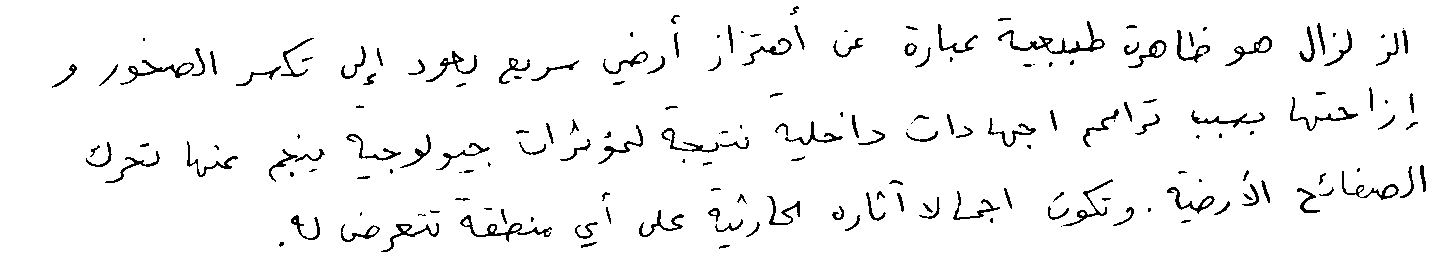 الزلزال هو ظاهرة طبيعية عبارة عن أهتزاز أرضي سريع يعود إلى تكسر الصخور و
إزاحتها بسبب تراكم اجهادات داخلية نتيجة لمؤثرات جيولوجية ينجم عنها تحرك
الصفائح الأرضية. وتكون اجمالا آثاره كارثية على أي منطقة تتعرض له.